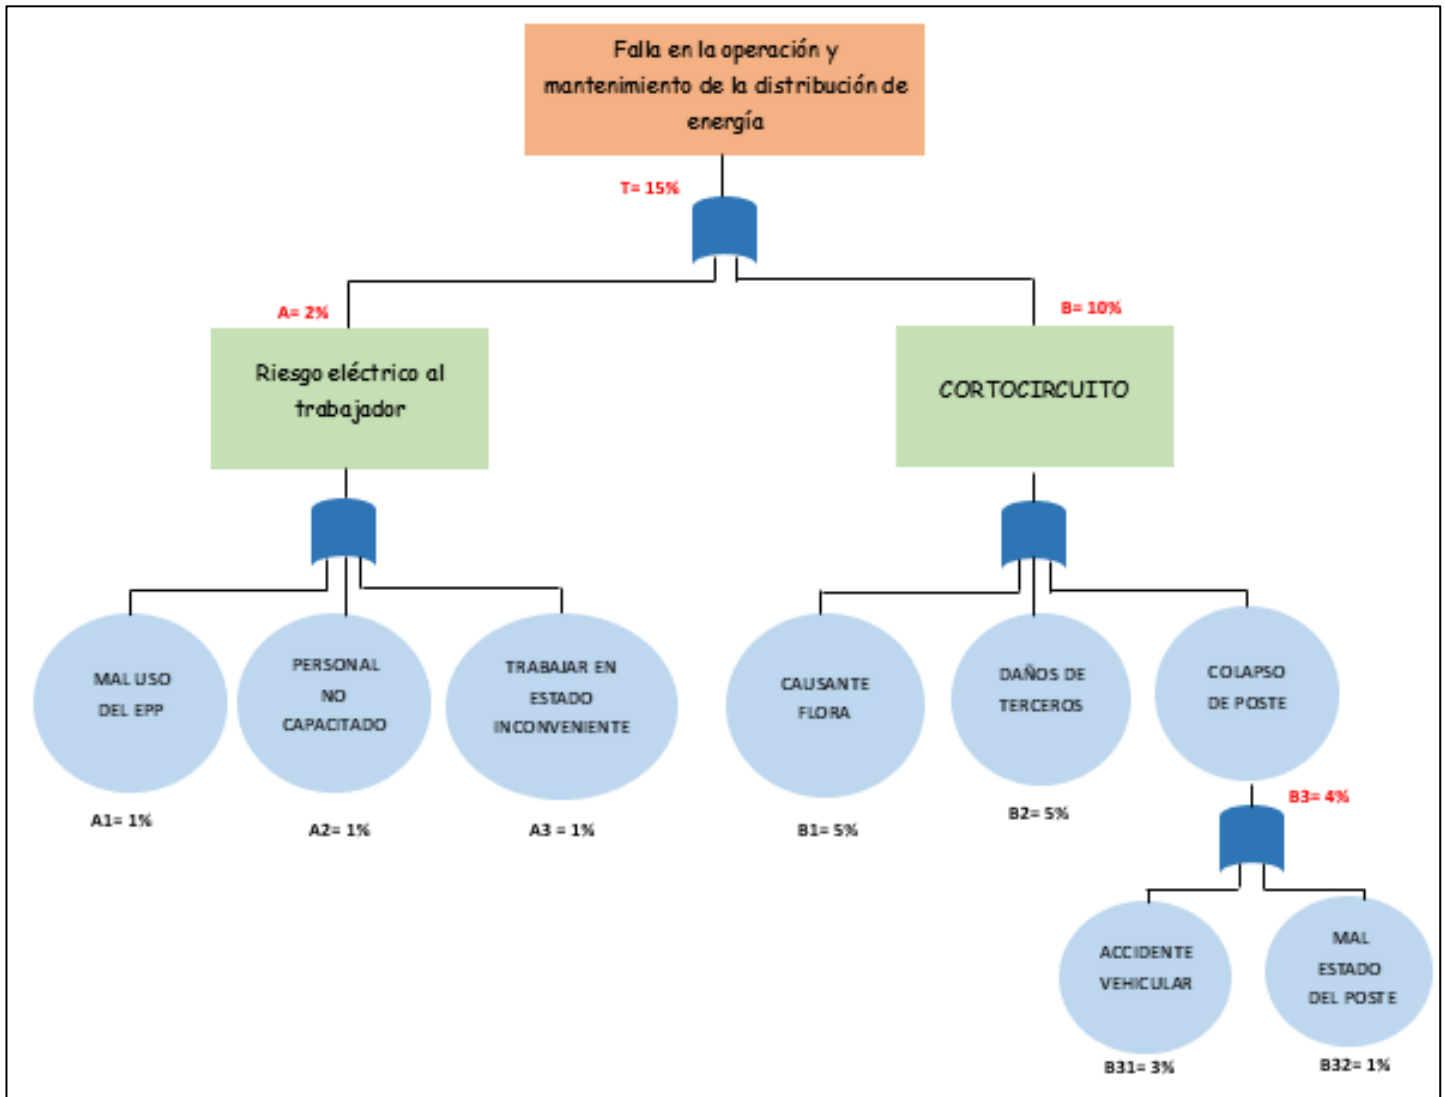 Falla en la operación y
mantenimiento de la distribución de
energía
T= 15%
A= 2%
B= 10%
Riesgo eléctrico al
trabajador
CORTOCIRCUITO
MAL USO
DEL EPP
PERSONAL
NO
CAPACITADO
TRABAJAR EN
ESTADO
INCONVENIENTE
CAUSANTE
FLORA
DAÑOS DE
TERCEROS
COLAPSO
DE POSTE
A1= 1%
A2= 1%
A3 = 1%
B1= 5%
B2= 5%
B3= 4%
ACCIDENTE
VEHICULAR
MAL
ESTADO
DEL POSTE
B31= 3%
B32= 1%